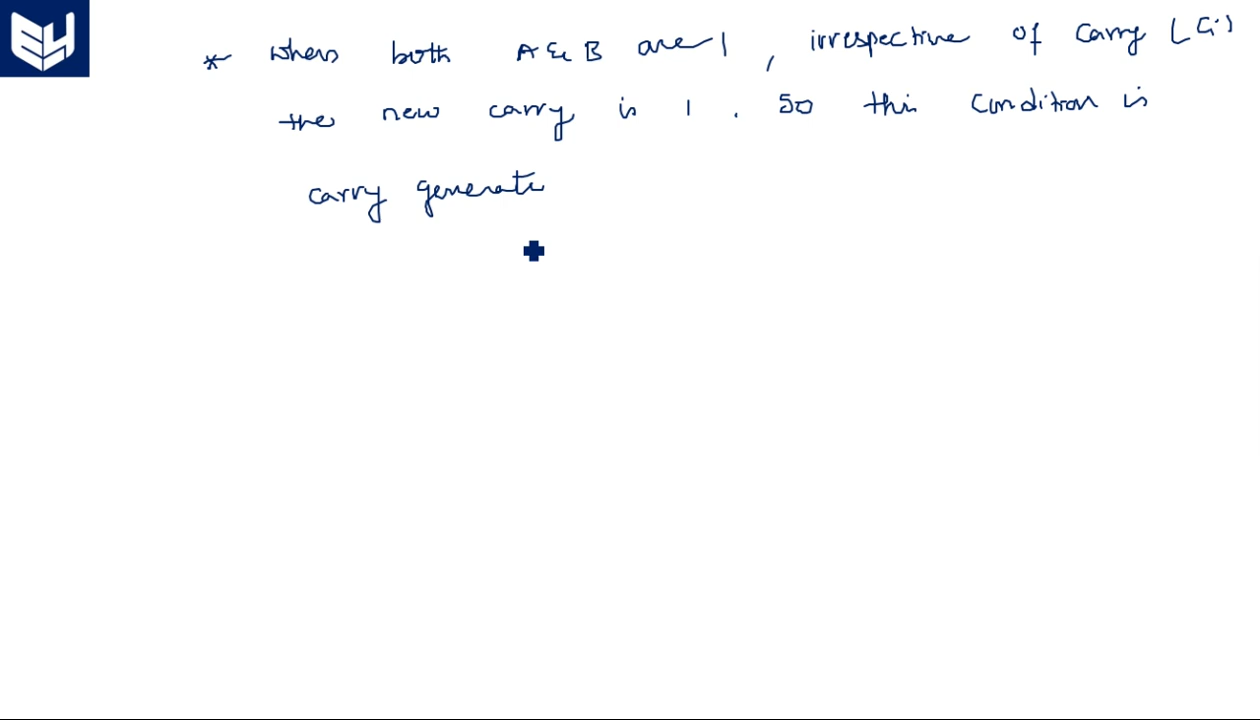 * When both A & B are 1, irrespective of carry (Ci)
the new carry is 1. So this condition is
carry generate